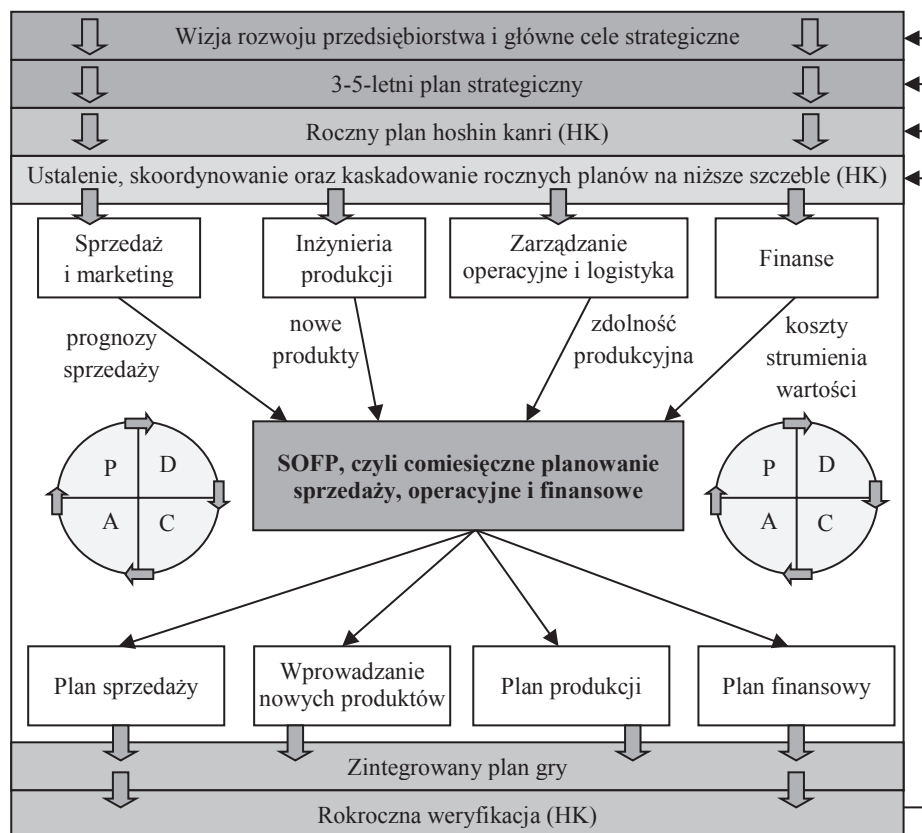 Wizja rozwoju przedsiębiorstwa i główne cele strategiczne
3-5-letni plan strategiczny
Roczny plan hoshin kanri (HK)
Ustalenie, skoordynowanie oraz kaskadowanie rocznych planów na niższe szczeble (HK)
Sprzedaż
i marketing
Inżynieria
produkcji
Zarządzanie
operacyjne i logistyka
Finanse
prognozy
sprzedaży
nowe
produkty
zdolność
produkcyjna
koszty
strumienia
wartości
P D
A C
SOFP, czyli comiesięczne planowanie
sprzedaży, operacyjne i finansowe
P D
A C
Plan sprzedaży
Wprowadzanie
nowych produktów
Plan produkcji
Plan finansowy
Zintegrowany plan gry
Rokroczna weryfikacja (HK)